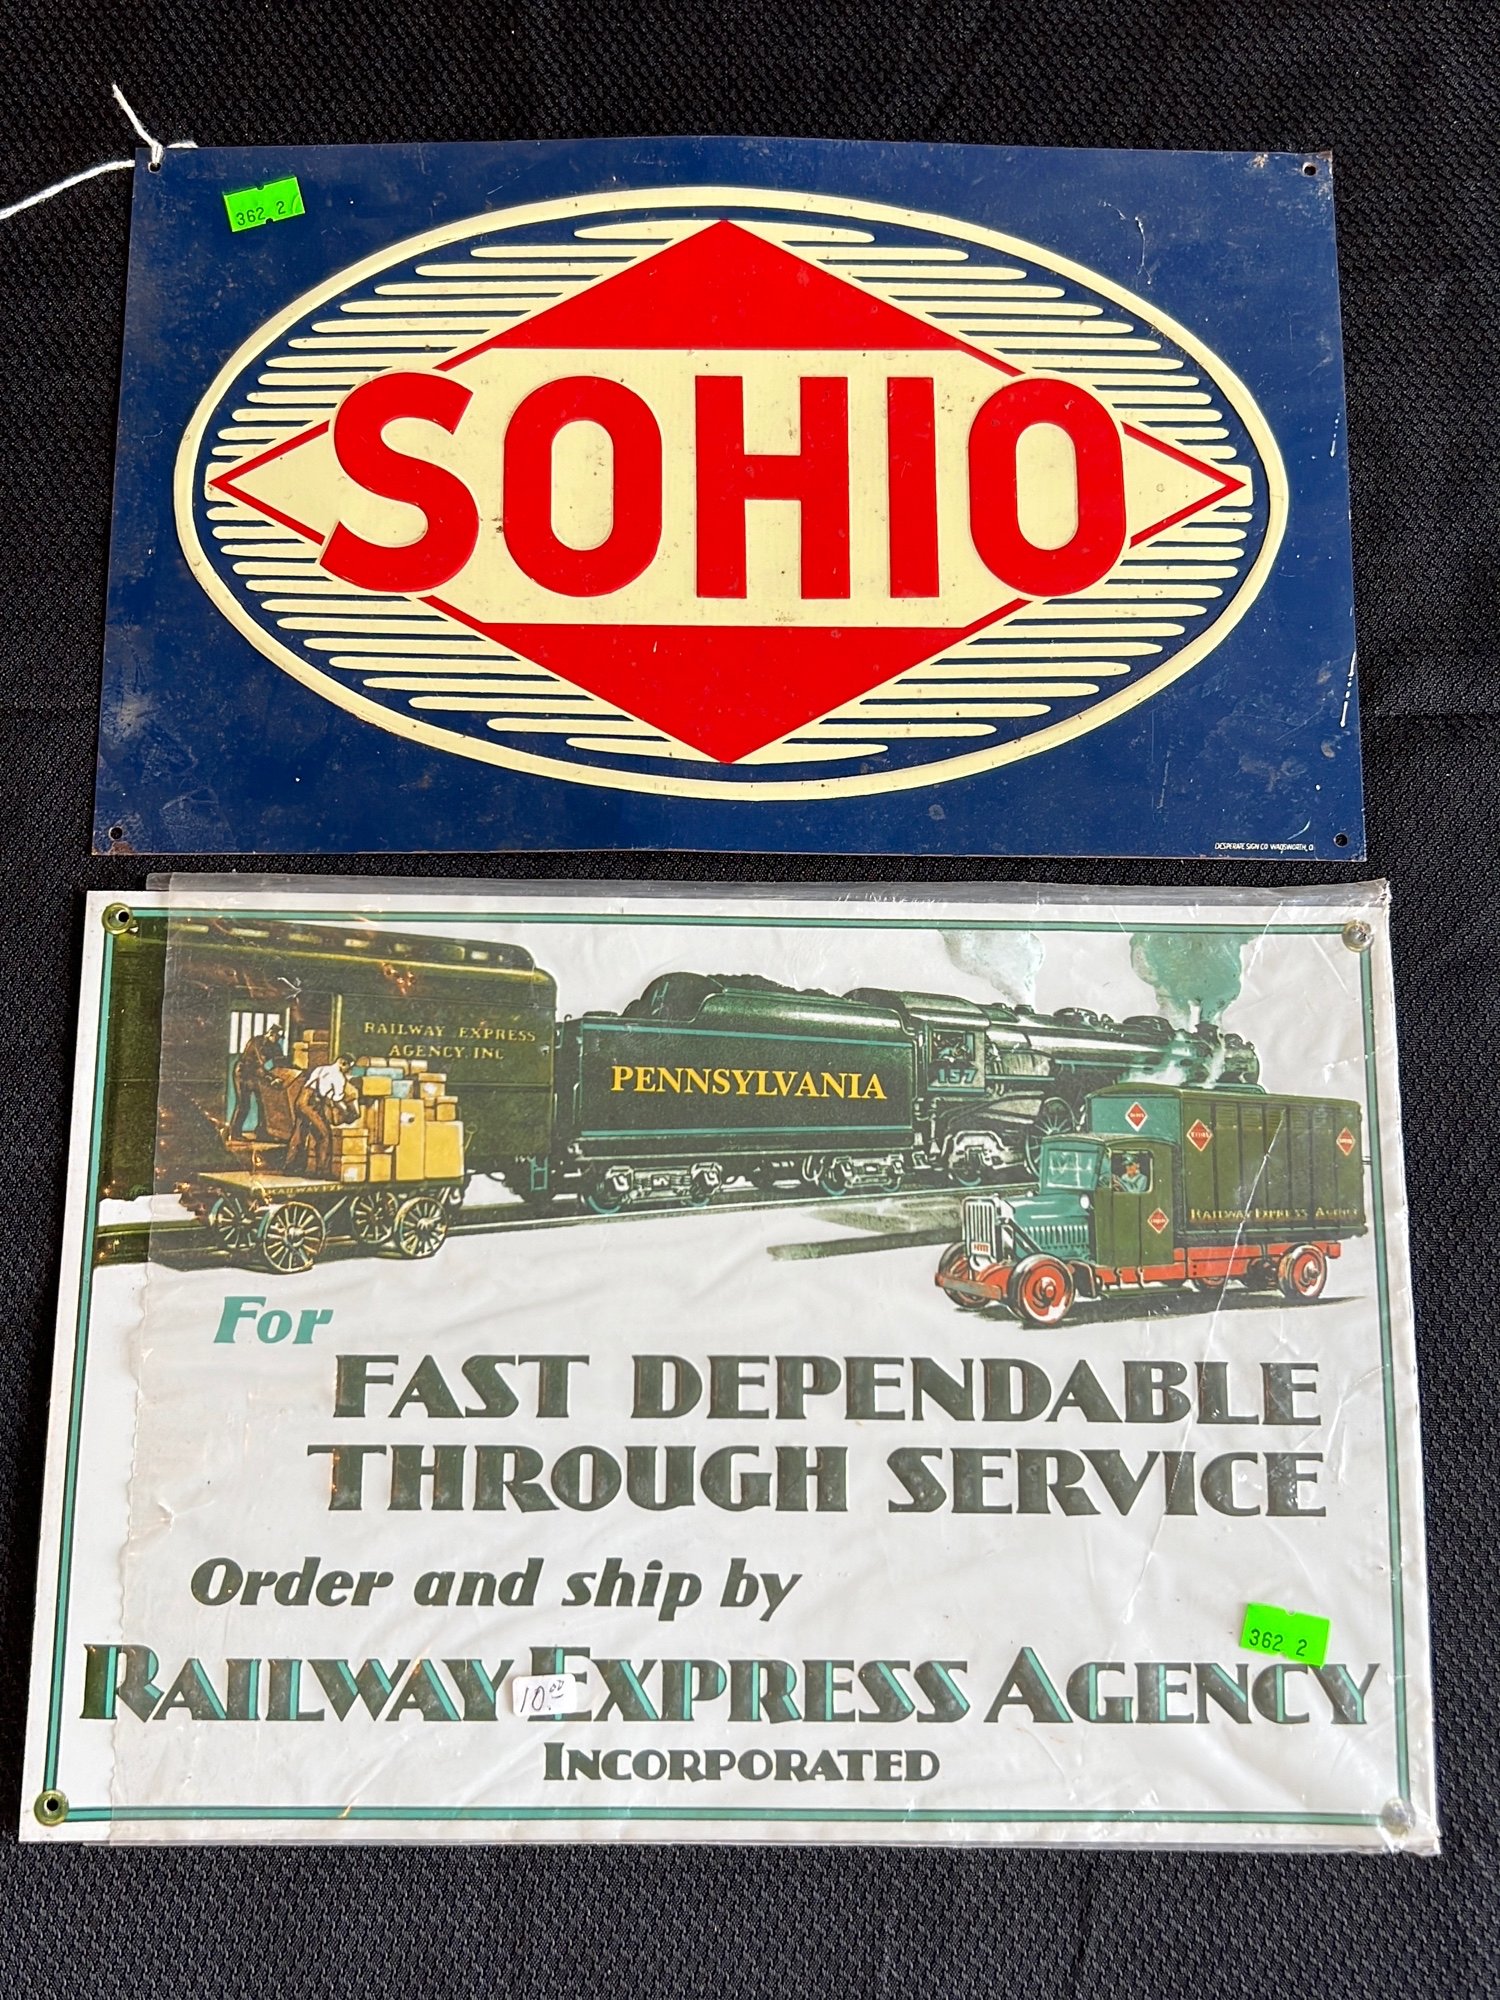 362 2
SOHIO
DESPERATE SIGN CO. WADSWORTH, O.
RAILWAY EXPRESS
AGENCY, INC
PENNSYLVANIA
157
RAILWAY EXPRESS AGENCY
For
FAST DEPENDABLE
THROUGH SERVICE
Order and ship by
362 2
RAILWAY EXPRESS AGENCY
10.00
INCORPORATED